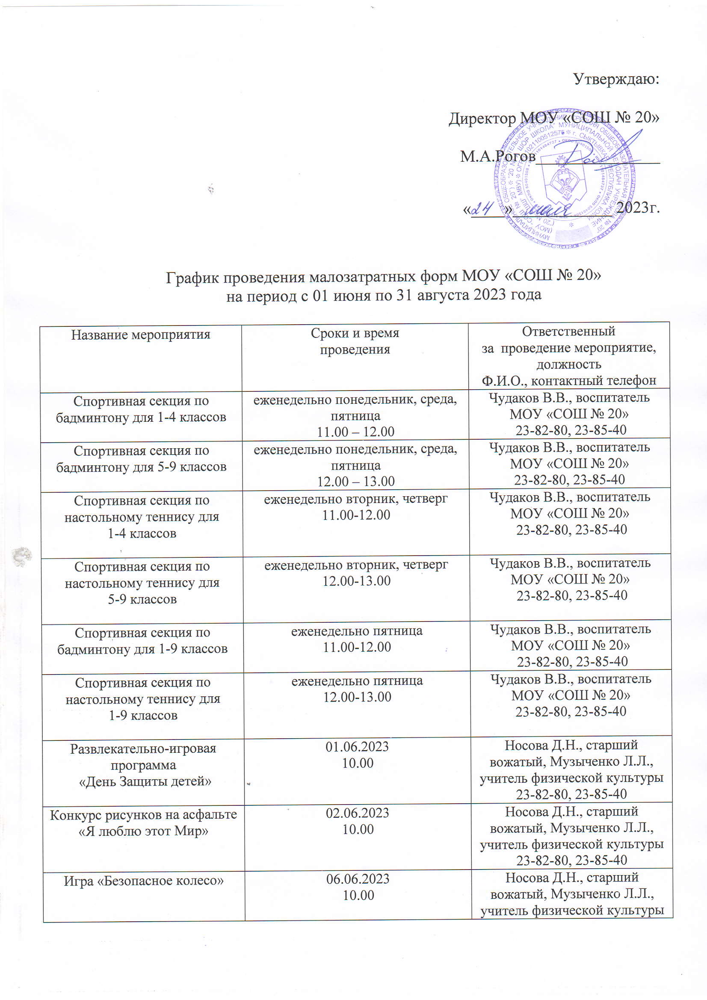 Утверждаю:
Директор МОУ «СОШ № 20»
М.А.Рогов
«24» мая 2023г.
График проведения малозатратных форм МОУ «СОШ № 20»
на период с 01 июня по 31 августа 2023 года
Название мероприятия
Сроки и время
проведения
Ответственный
за проведение мероприятие,
должность
Ф.И.О., контактный телефон
Спортивная секция по
бадминтону для 1-4 классов
еженедельно понедельник, среда,
пятница
11.00 – 12.00
Чудаков В.В., воспитатель
МОУ «СОШ № 20»
23-82-80, 23-85-40
Спортивная секция по
бадминтону для 5-9 классов
еженедельно понедельник, среда,
пятница
12.00 – 13.00
Чудаков В.В., воспитатель
МОУ «СОШ № 20»
23-82-80, 23-85-40
Спортивная секция по
настольному теннису для
1-4 классов
еженедельно вторник, четверг
11.00-12.00
Чудаков В.В., воспитатель
МОУ «СОШ № 20»
23-82-80, 23-85-40
Спортивная секция по
настольному теннису для
5-9 классов
еженедельно вторник, четверг
12.00-13.00
Чудаков В.В., воспитатель
МОУ «СОШ № 20»
23-82-80, 23-85-40
Спортивная секция по
бадминтону для 1-9 классов
еженедельно пятница
11.00-12.00
Чудаков В.В., воспитатель
МОУ «СОШ № 20»
23-82-80, 23-85-40
Спортивная секция по
настольному теннису для
1-9 классов
еженедельно пятница
12.00-13.00
Чудаков В.В., воспитатель
МОУ «СОШ № 20»
23-82-80, 23-85-40
Развлекательно-игровая
программа
«День Защиты детей»
01.06.2023
10.00
Носова Д.Н., старший
вожатый, Музыченко Л.Л.,
учитель физической культуры
23-82-80, 23-85-40
Конкурс рисунков на асфальте
«Я люблю этот Мир»
02.06.2023
10.00
Носова Д.Н., старший
вожатый, Музыченко Л.Л.,
учитель физической культуры
23-82-80, 23-85-40
Игра «Безопасное колесо»
06.06.2023
10.00
Носова Д.Н., старший
вожатый, Музыченко Л.Л.,
учитель физической культуры